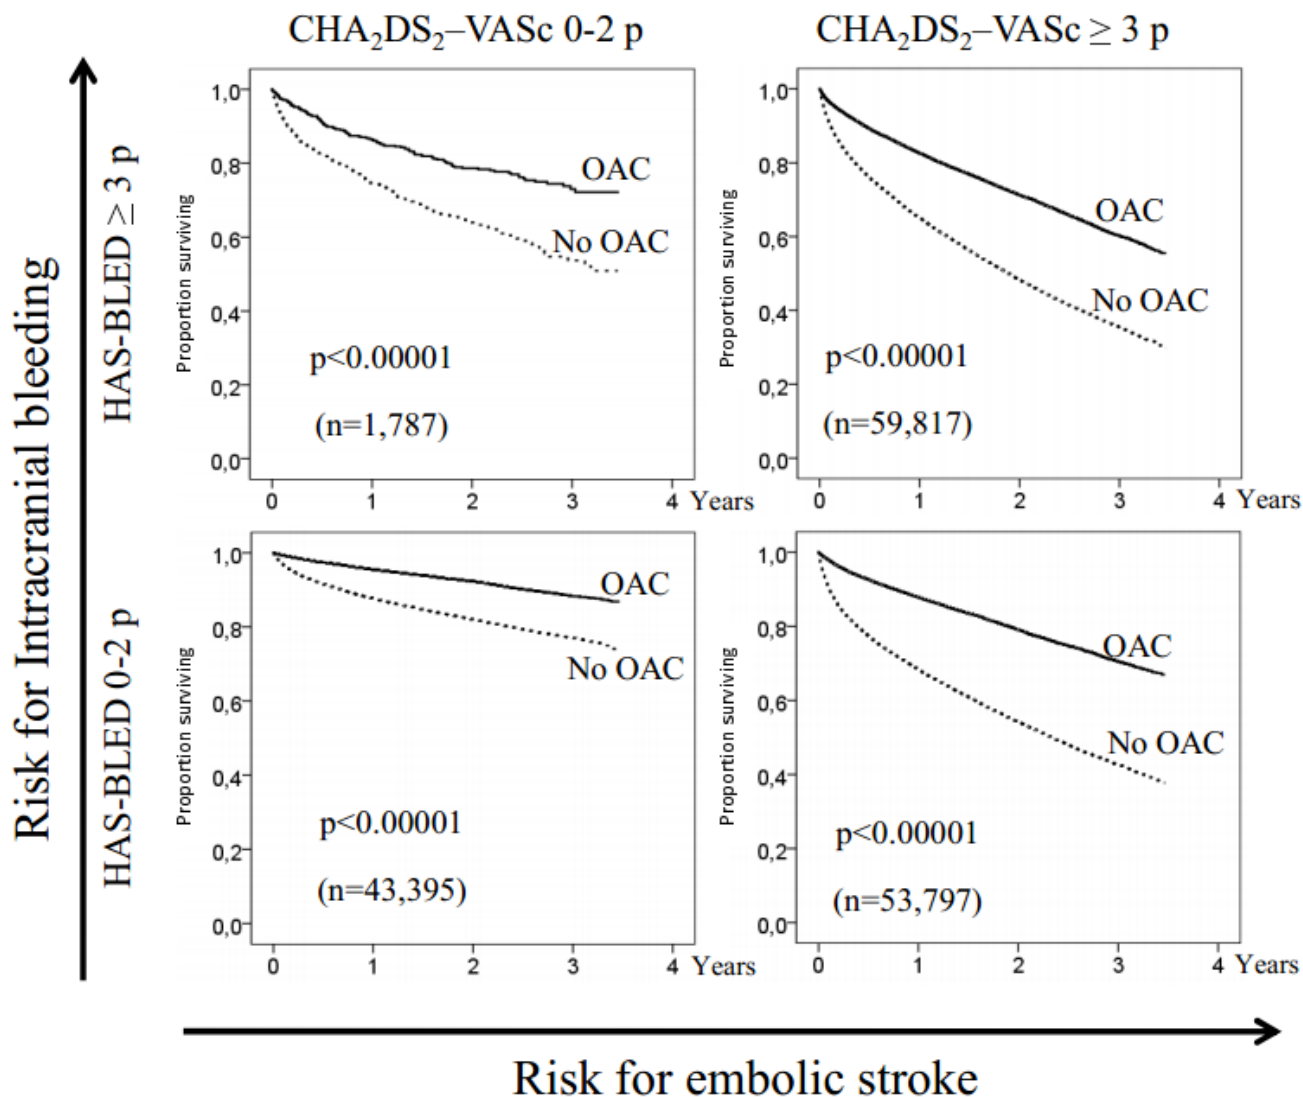 CHA₂DS₂–VASc 0-2 p
CHA₂DS₂–VASc ≥ 3 p
Risk for Intracranial bleeding
HAS-BLED ≥ 3 p
HAS-BLED 0-2 p
Proportion surviving
1,0
0,8
0,6
0,4
0,2
0,0
OAC
No OAC
p<0.00001
(n=1,787)
0 1 2 3 4 Years
Proportion surviving
1,0
0,8
0,6
0,4
0,2
0,0
OAC
No OAC
p<0.00001
(n=59,817)
0 1 2 3 4 Years
Proportion surviving
1,0
0,8
0,6
0,4
0,2
0,0
OAC
No OAC
p<0.00001
(n=43,395)
0 1 2 3 4 Years
Proportion surviving
1,0
0,8
0,6
0,4
0,2
0,0
OAC
No OAC
p<0.00001
(n=53,797)
0 1 2 3 4 Years
Risk for embolic stroke